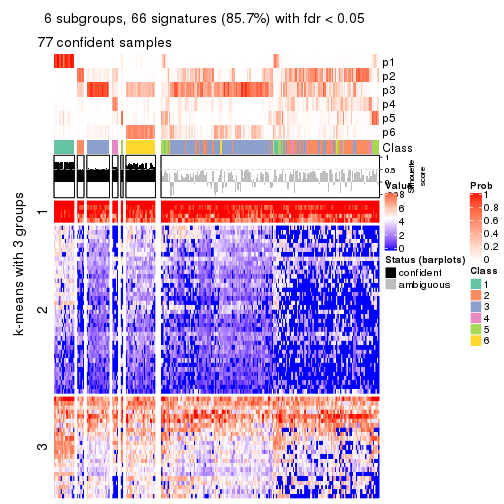 6 subgroups, 66 signatures (85.7%) with fdr < 0.05
77 confident samples
p1
p2
p3
p4
p5
p6
Class
1
0.5
0
Silhouette
score
k-means with 3 groups
1
2
3
Value
8
6
4
2
0
Status (barplots)
confident
ambiguous
Prob
1
0.8
0.6
0.4
0.2
0
Class
1
2
3
4
5
6